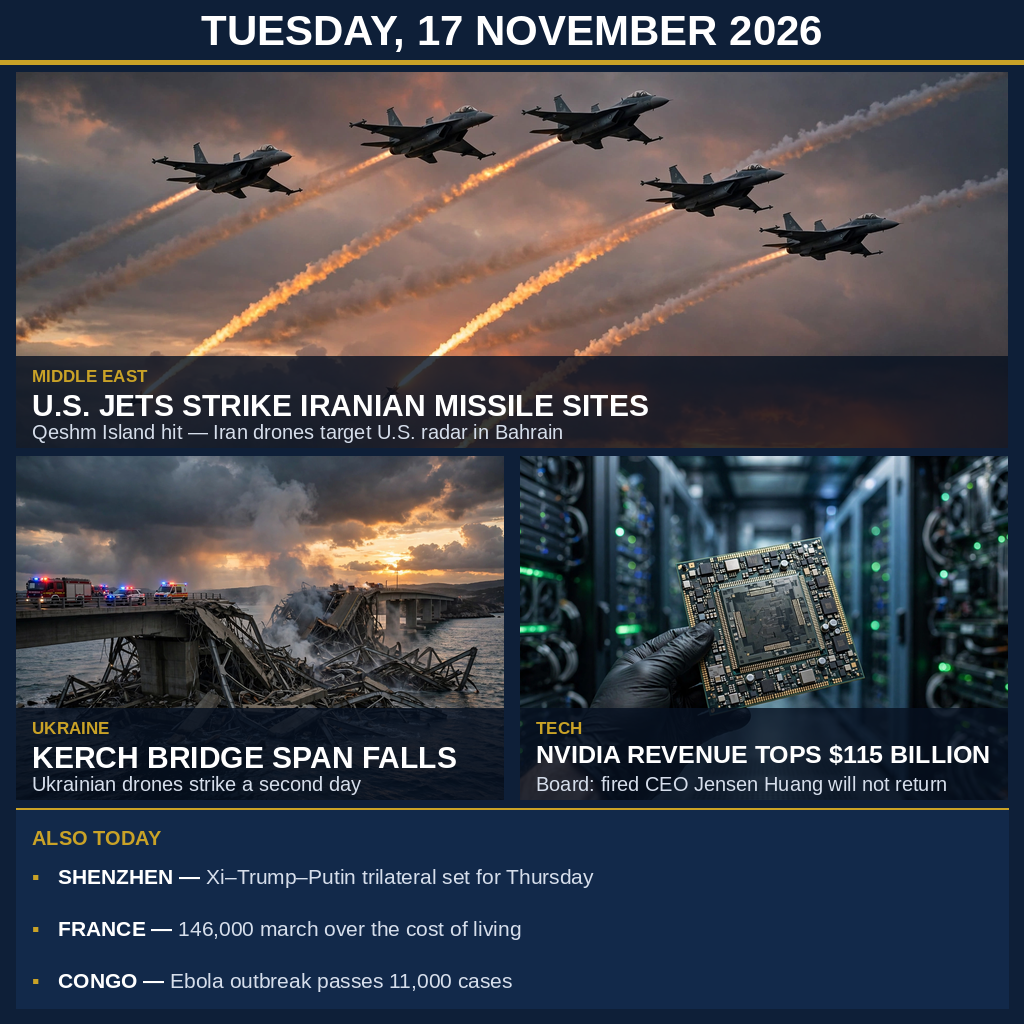 TUESDAY, 17 NOVEMBER 2026
MIDDLE EAST
U.S. JETS STRIKE IRANIAN MISSILE SITES
Qeshm Island hit — Iran drones target U.S. radar in Bahrain
UKRAINE
KERCH BRIDGE SPAN FALLS
Ukrainian drones strike a second day
TECH
NVIDIA REVENUE TOPS $115 BILLION
Board: fired CEO Jensen Huang will not return
ALSO TODAY
▪ SHENZHEN — Xi–Trump–Putin trilateral set for Thursday
▪ FRANCE — 146,000 march over the cost of living
▪ CONGO — Ebola outbreak passes 11,000 cases